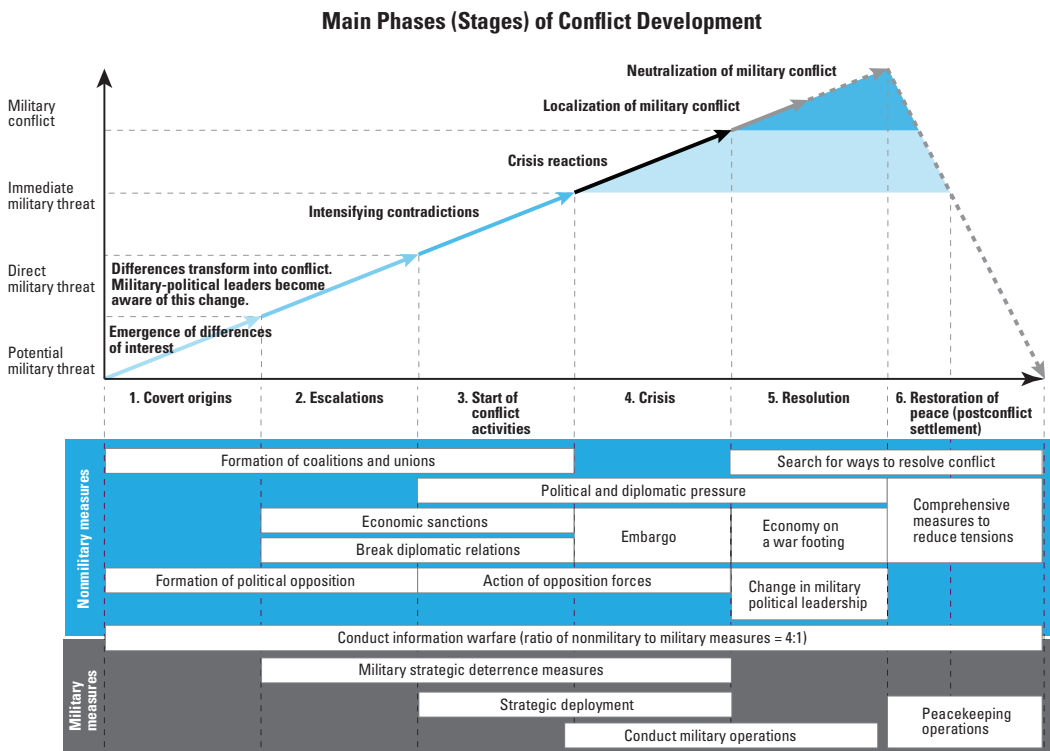 Main Phases (Stages) of Conflict Development
Neutralization of military conflict
Military
conflict
Localization of military conflict
Crisis reactions
Immediate
military threat
Intensifying contradictions
Direct
military threat
Differences transform into conflict.
Military-political leaders become
aware of this change.
Emergence of differences
of interest
Potential
military threat
1. Covert origins
2. Escalations
3. Start of
conflict
activities
4. Crisis
5. Resolution
6. Restoration of
peace (postconflict
settlement)
Nonmilitary measures
Formation of coalitions and unions
Search for ways to resolve conflict
Political and diplomatic pressure
Comprehensive
measures to
reduce tensions
Economic sanctions
Break diplomatic relations
Embargo
Economy on
a war footing
Formation of political opposition
Action of opposition forces
Change in military
political leadership
Conduct information warfare (ratio of nonmilitary to military measures = 4:1)
Military
measures
Military strategic deterrence measures
Strategic deployment
Conduct military operations
Peacekeeping
operations